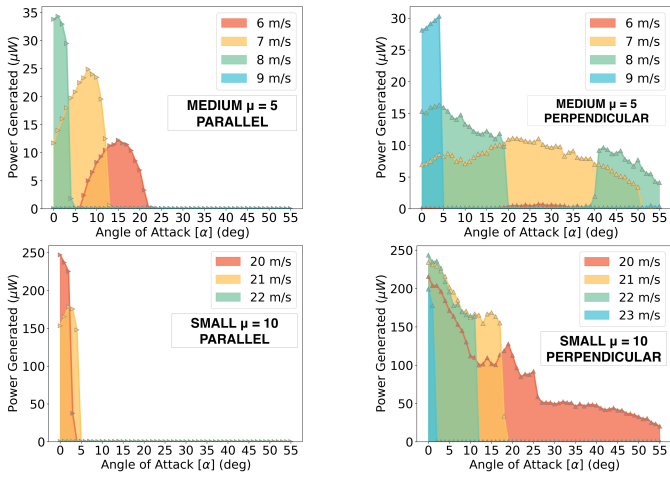 Power Generated (μW)
35
30
25
20
15
10
5
0
6 m/s
7 m/s
8 m/s
9 m/s
MEDIUM μ = 5
PARALLEL
0 5 10 15 20 25 30 35 40 45 50 55
Angle of Attack [α] (deg)
Power Generated (μW)
30
25
20
15
10
5
0
6 m/s
7 m/s
8 m/s
9 m/s
MEDIUM μ = 5
PERPENDICULAR
0 5 10 15 20 25 30 35 40 45 50 55
Angle of Attack [α] (deg)
Power Generated (μW)
250
200
150
100
50
0
20 m/s
21 m/s
22 m/s
SMALL μ = 10
PARALLEL
0 5 10 15 20 25 30 35 40 45 50 55
Angle of Attack [α] (deg)
Power Generated (μW)
250
200
150
100
50
0
20 m/s
21 m/s
22 m/s
23 m/s
SMALL μ = 10
PERPENDICULAR
0 5 10 15 20 25 30 35 40 45 50 55
Angle of Attack [α] (deg)